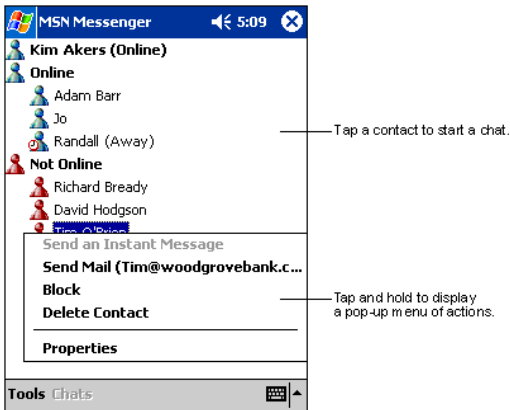 MSN Messenger 5:09
Kim Akers (Online)
Online
Adam Barr
Jo
Randall (Away)
Not Online
Richard Bready
David Hodgson
Tim O'Brien
Send an Instant Message
Send Mail (Tim@woodgrovebank.c...
Block
Delete Contact
Properties
Tools Chats
Tap a contact to start a chat.
Tap and hold to display
a pop-up menu of actions.